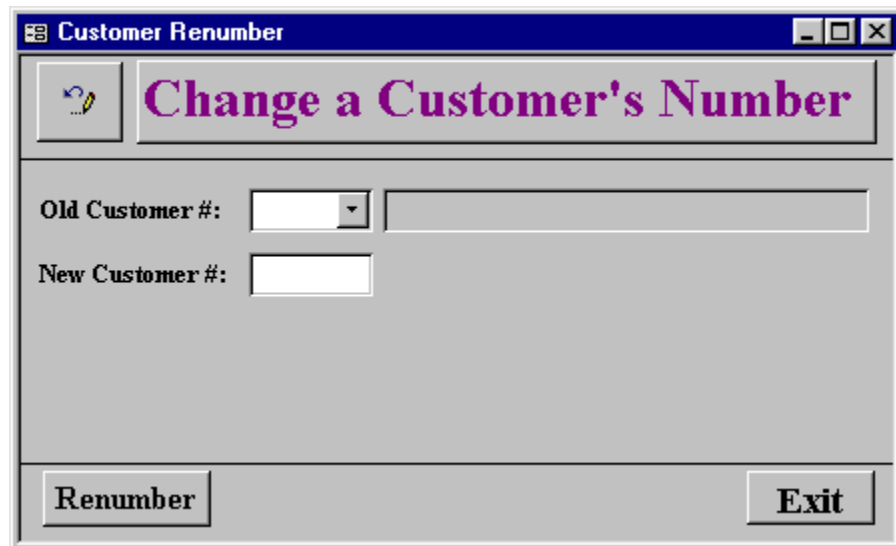 Customer Renumber
Change a Customer's Number
Old Customer #:
New Customer #:
Renumber
Exit